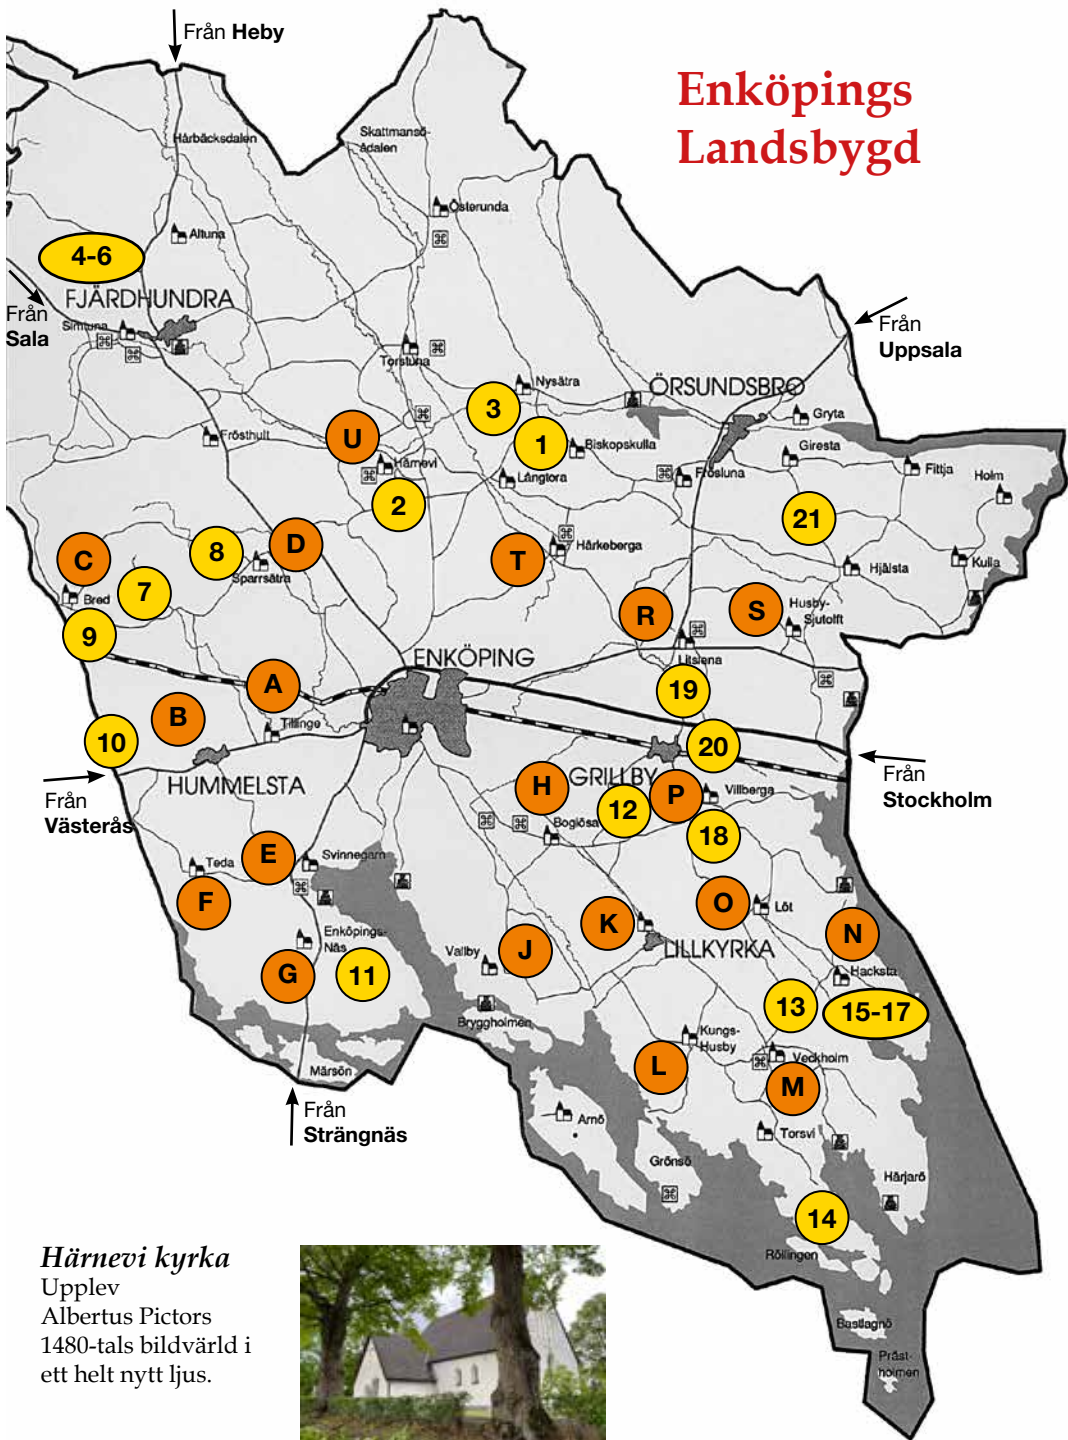 Från Heby
Enköpings
Landsbygd
Hårbäcksdalen
Skattmansö-
ådalen
Österunda
Altuna
4-6
FJÄRDHUNDRA
Från
Sala
Simtuna
Från
Uppsala
Torstuna
Nysätra
ÖRSUNDSBRO
3
Gryta
U
Frösthult
1
Biskopskulla
Giresta
Härnevi
Långtora
Frösluna
Fittja
Holm
2
21
8
D
C
Sparrsätra
T
Härkeberga
Hjälsta
Kulla
7
Bred
R
S
Husby-
Sjutolft
9
Litslena
ENKÖPING
A
19
B
Tillinge
10
20
HUMMELSTA
Från
Västerås
H
GRILLBY
P
Villberga
Från
Stockholm
12
Boglösa
18
E
Svinnegarn
Teda
F
O
Löt
K
Enköpings-
Näs
N
LILLKYRKA
Vallby
J
G
11
Hacksta
13
15-17
Bryggholmen
Kungs-
Husby
Veckholm
L
M
Märsön
Från
Strängnäs
Arnö
Torsvi
Grönsö
Härjarö
14
Röllingen
Bastlagnö
Präst-
holmen
Härnevi kyrka
Upplev
Albertus Pictors
1480-tals bildvärld i
ett helt nytt ljus.